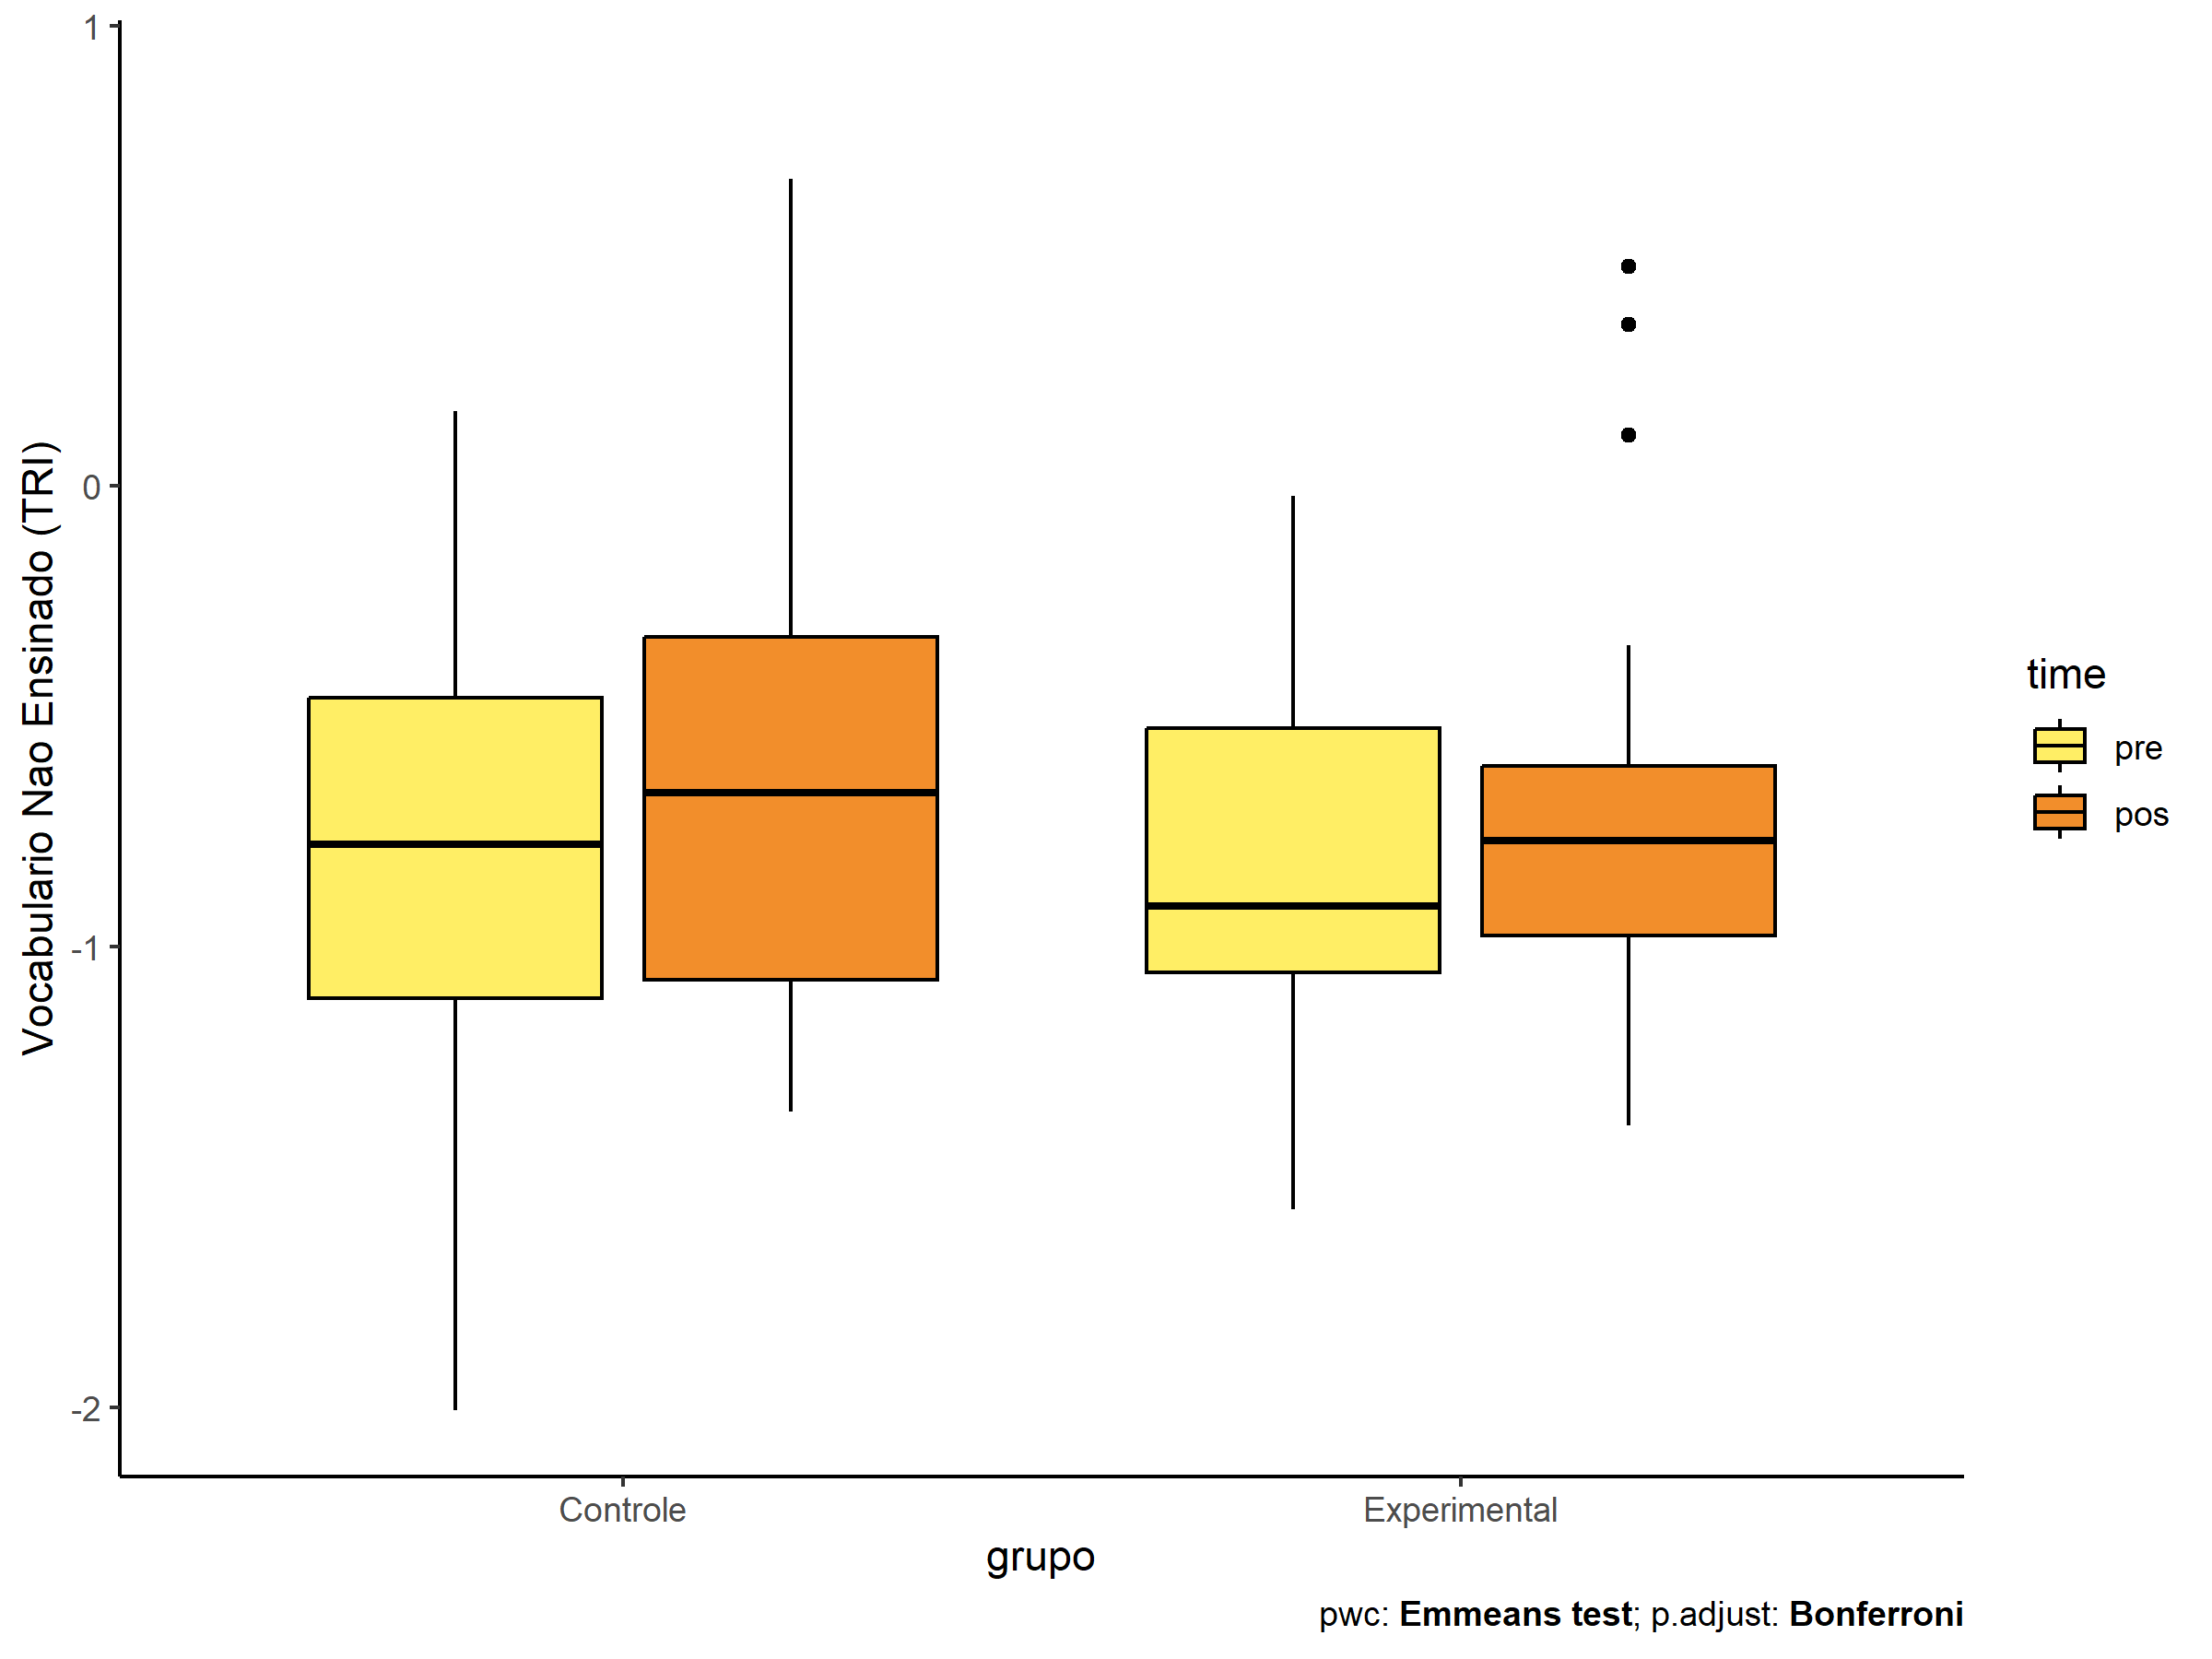 Vocabulario Nao Ensinado (TRI)
1
0
-1
-2
Controle
Experimental
grupo
time
pre
pos
pwc: Emmeans test; p.adjust: Bonferroni